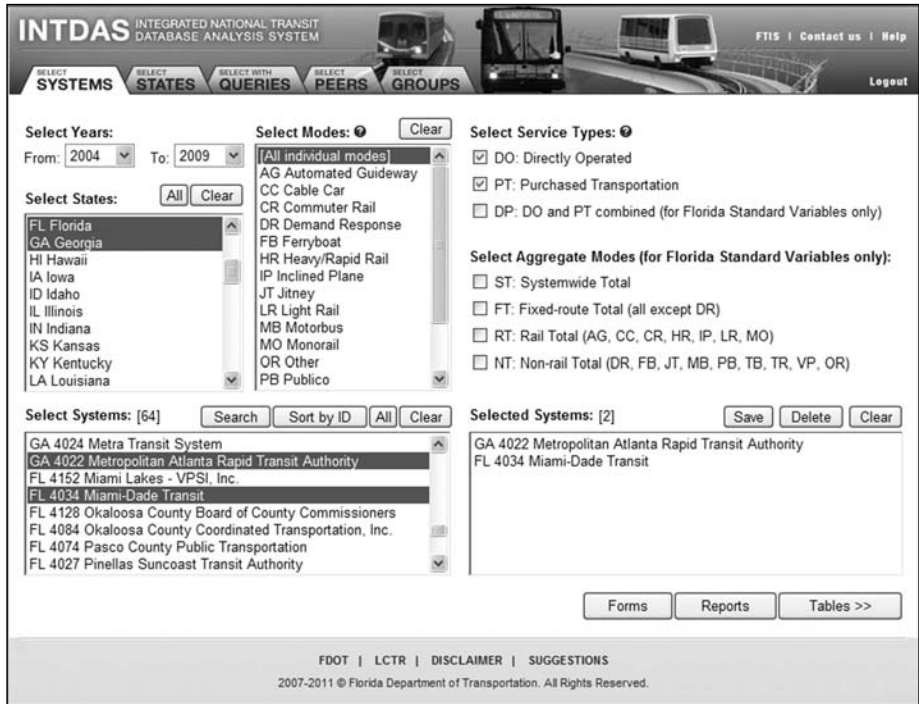 INTDAS INTEGRATED NATIONAL TRANSIT
DATABASE ANALYSIS SYSTEM
FTIS | Contact us | Help
SELECT SYSTEMS
SELECT STATES
SELECT WITH QUERIES
SELECT PEERS
SELECT GROUPS
Logout
Select Years:
From: 2004 To: 2009
Select States: All Clear
FL Florida
GA Georgia
HI Hawaii
IA Iowa
ID Idaho
IL Illinois
IN Indiana
KS Kansas
KY Kentucky
LA Louisiana
Select Modes: ? Clear
[All individual modes]
AG Automated Guideway
CC Cable Car
CR Commuter Rail
DR Demand Response
FB Ferryboat
HR Heavy/Rapid Rail
IP Inclined Plane
JT Jitney
LR Light Rail
MB Motorbus
MO Monorail
OR Other
PB Publico
Select Service Types: ?
DO: Directly Operated
PT: Purchased Transportation
DP: DO and PT combined (for Florida Standard Variables only)
Select Aggregate Modes (for Florida Standard Variables only):
ST: Systemwide Total
FT: Fixed-route Total (all except DR)
RT: Rail Total (AG, CC, CR, HR, IP, LR, MO)
NT: Non-rail Total (DR, FB, JT, MB, PB, TB, TR, VP, OR)
Select Systems: [64] Search Sort by ID All Clear
GA 4024 Metra Transit System
GA 4022 Metropolitan Atlanta Rapid Transit Authority
FL 4152 Miami Lakes - VPSI, Inc.
FL 4034 Miami-Dade Transit
FL 4128 Okaloosa County Board of County Commissioners
FL 4084 Okaloosa County Coordinated Transportation, Inc.
FL 4074 Pasco County Public Transportation
FL 4027 Pinellas Suncoast Transit Authority
Selected Systems: [2] Save Delete Clear
GA 4022 Metropolitan Atlanta Rapid Transit Authority
FL 4034 Miami-Dade Transit
Forms Reports Tables >>
FDOT | LCTR | DISCLAIMER | SUGGESTIONS
2007-2011 © Florida Department of Transportation. All Rights Reserved.